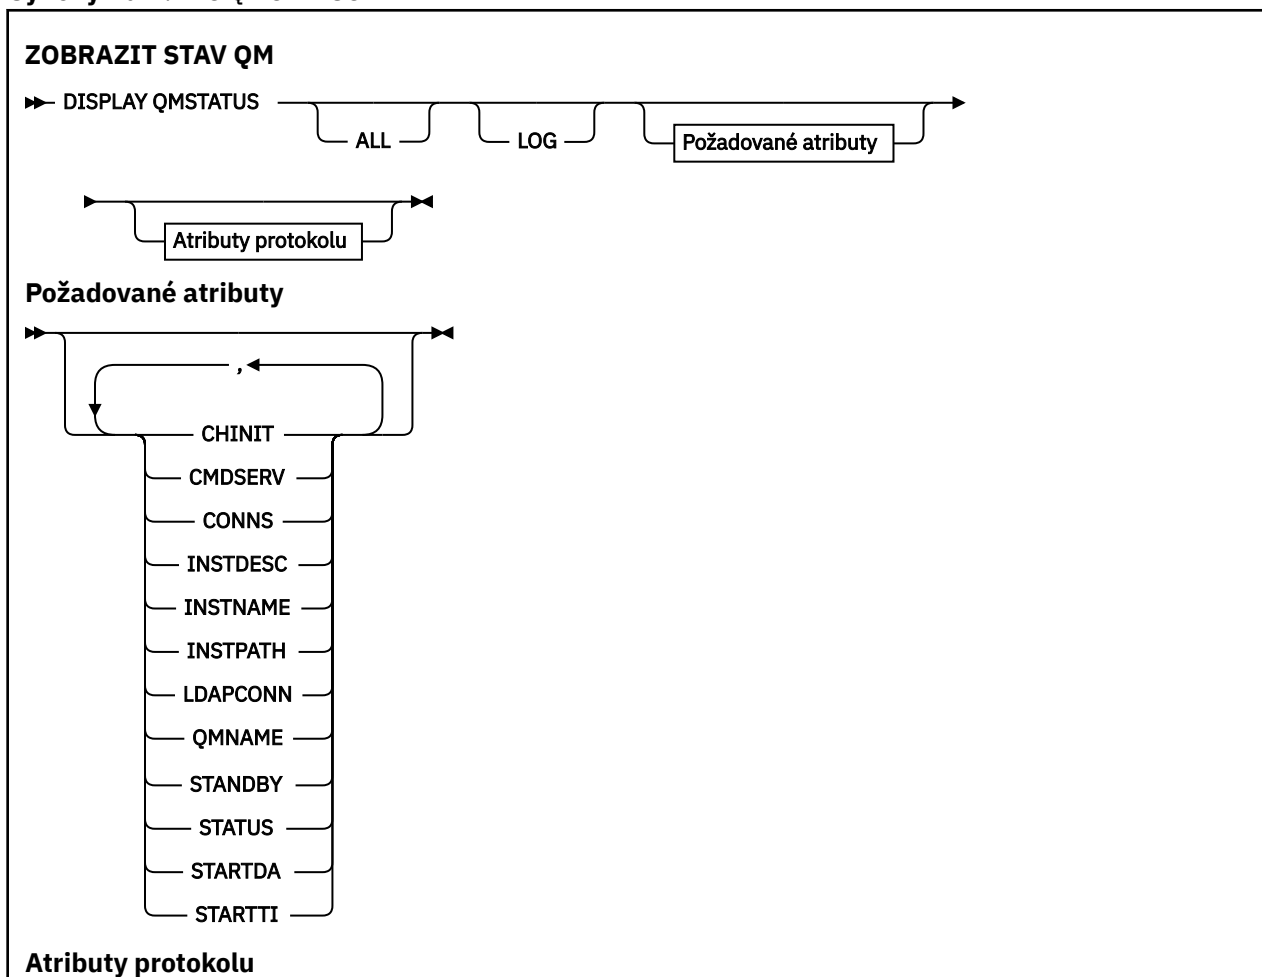 ZOBRAZIT STAV QM
DISPLAY QMSTATUS
ALL
LOG
Požadované atributy
Atributy protokolu
Požadované atributy
,
CHINIT
CMDSERV
CONNS
INSTDESC
INSTNAME
INSTPATH
LDAPCONN
QMNAME
STANDBY
STATUS
STARTDA
STARTTI
Atributy protokolu